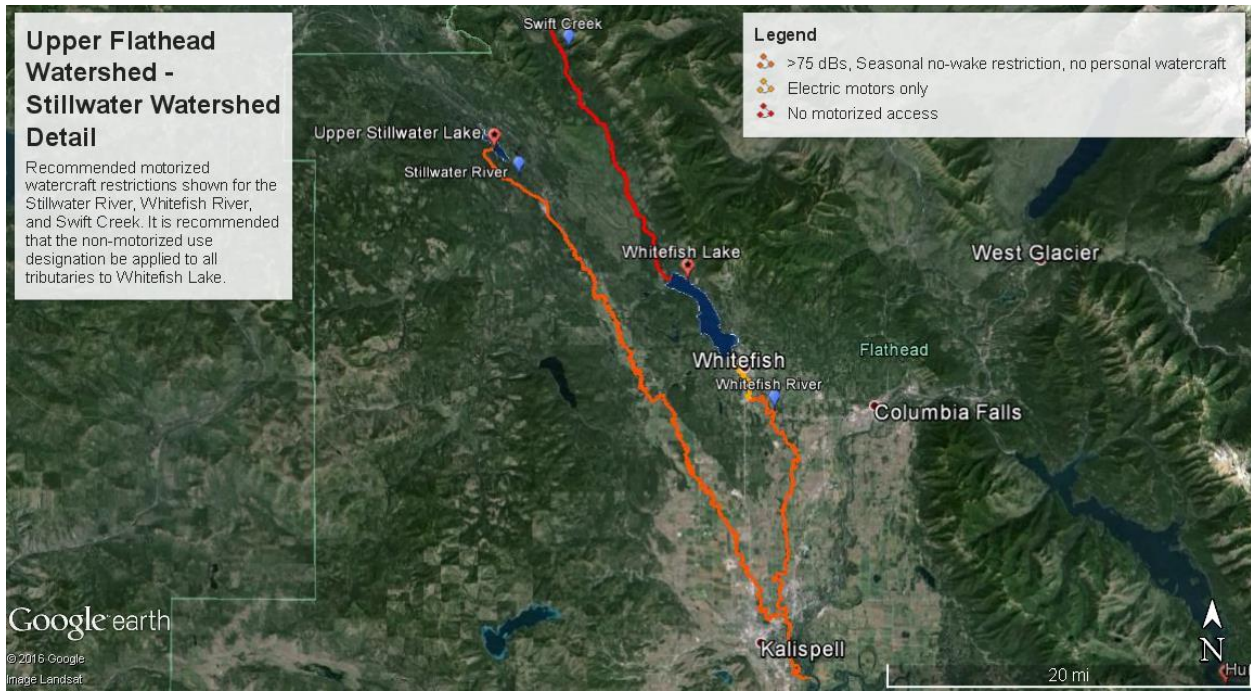 Upper Flathead
Watershed -
Stillwater Watershed
Detail
Recommended motorized
watercraft restrictions shown for the
Stillwater River, Whitefish River,
and Swift Creek. It is recommended
that the non-motorized use
designation be applied to all
tributaries to Whitefish Lake.
Legend
>75 dBs, Seasonal no-wake restriction, no personal watercraft
Electric motors only
No motorized access
Swift Creek
Upper Stillwater Lake
Stillwater River
Whitefish Lake
West Glacier
Whitefish
Flathead
Whitefish River
Columbia Falls
Kalispell
Google earth
© 2016 Google
Image Landsat
N
20 mi
Hu